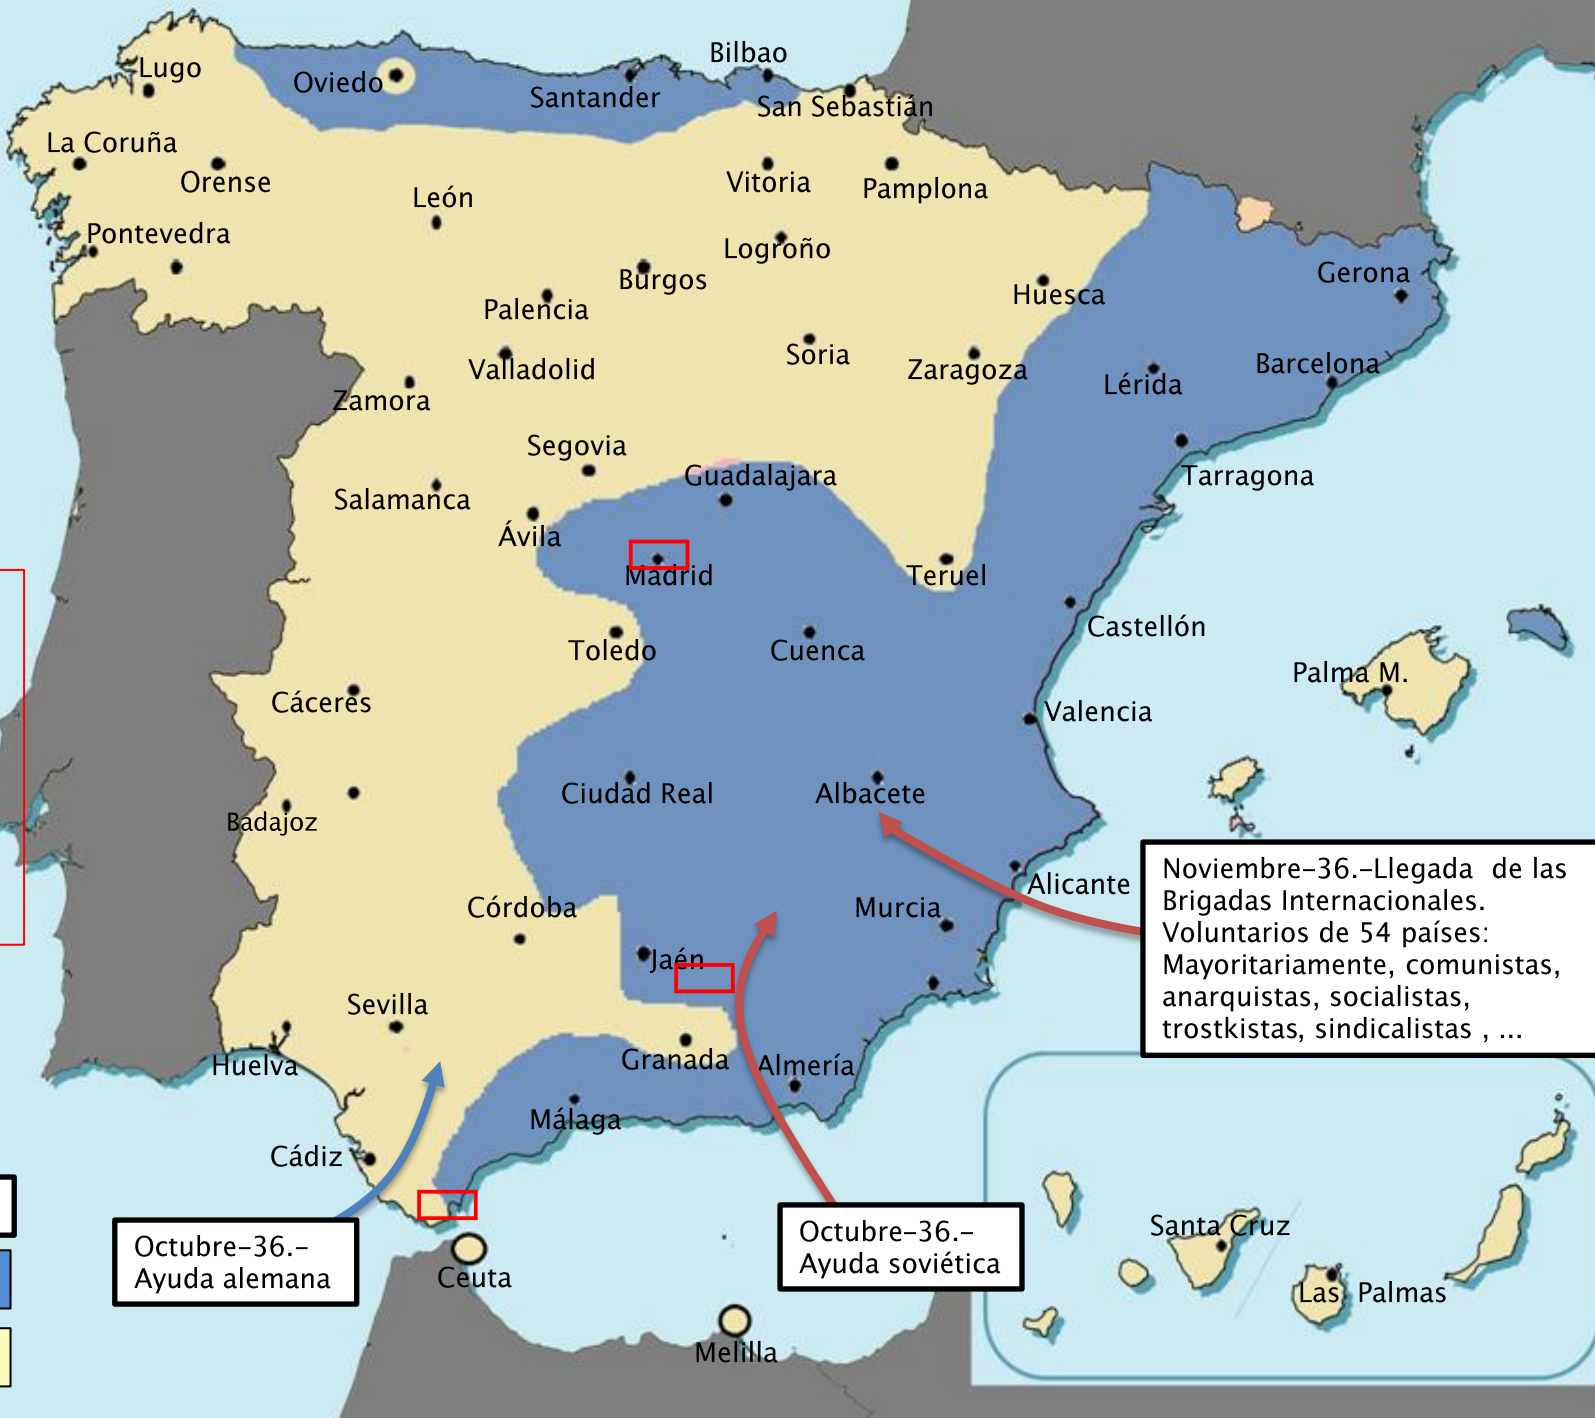 Bilbao
Lugo
Oviedo
Santander
San Sebastián
La Coruña
Orense
León
Vitoria
Pamplona
Pontevedra
Logroño
Burgos
Gerona
Palencia
Huesca
Soria
Valladolid
Zaragoza
Barcelona
Lérida
Zamora
Segovia
Guadalajara
Tarragona
Salamanca
Ávila
Madrid
Teruel
Castellón
Toledo
Cuenca
Palma M.
Cáceres
Valencia
Ciudad Real
Albacete
Badajoz
Noviembre-36.-Llegada de las
Brigadas Internacionales.
Voluntarios de 54 países:
Mayoritariamente, comunistas,
anarquistas, socialistas,
trostkistas, sindicalistas , ...
Alicante
Córdoba
Murcia
Jaén
Sevilla
Huelva
Granada
Almería
Málaga
Cádiz
Octubre-36.-
Ayuda alemana
Octubre-36.-
Ayuda soviética
Santa Cruz
Ceuta
Las Palmas
Melilla